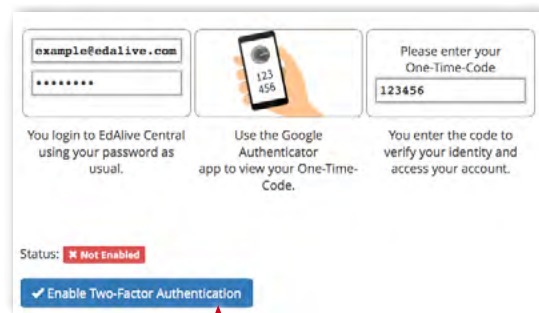 example@edalive.com
••••••••
123
456
Please enter your
One-Time-Code
123456
You login to EdAlive Central
using your password as
usual.
Use the Google
Authenticator
app to view your One-Time-
Code.
You enter the code to
verify your identity and
access your account.
Status: ✖ Not Enabled
✔ Enable Two-Factor Authentication